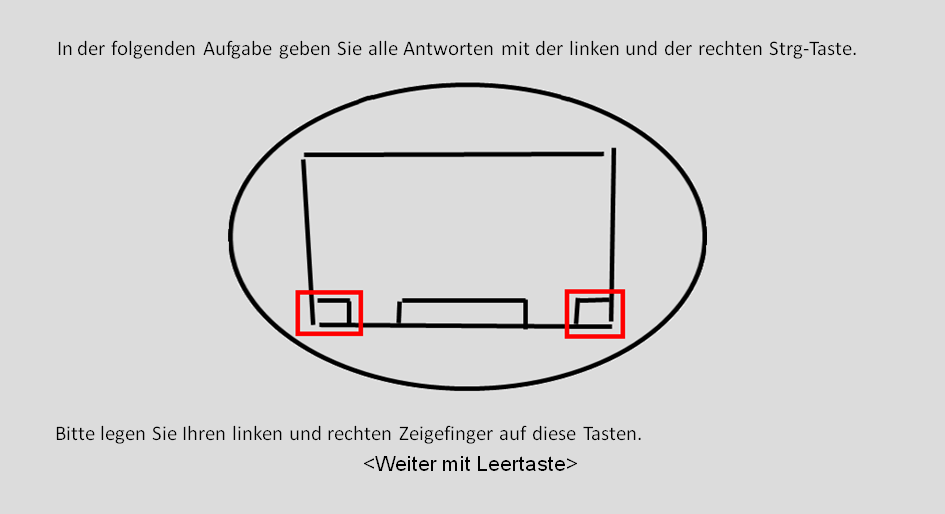 In der folgenden Aufgabe geben Sie alle Antworten mit der linken und der rechten Strg-Taste.
Bitte legen Sie Ihren linken und rechten Zeigefinger auf diese Tasten.
<Weiter mit Leertaste>